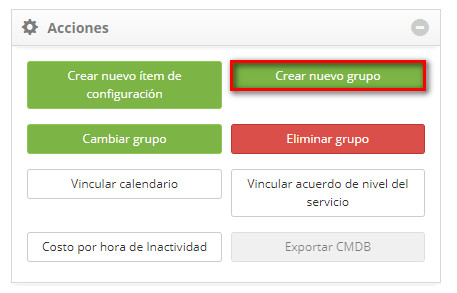 Acciones
Crear nuevo ítem de
configuración
Crear nuevo grupo
Cambiar grupo
Eliminar grupo
Vincular calendario
Vincular acuerdo de nivel del
servicio
Costo por hora de Inactividad
Exportar CMDB